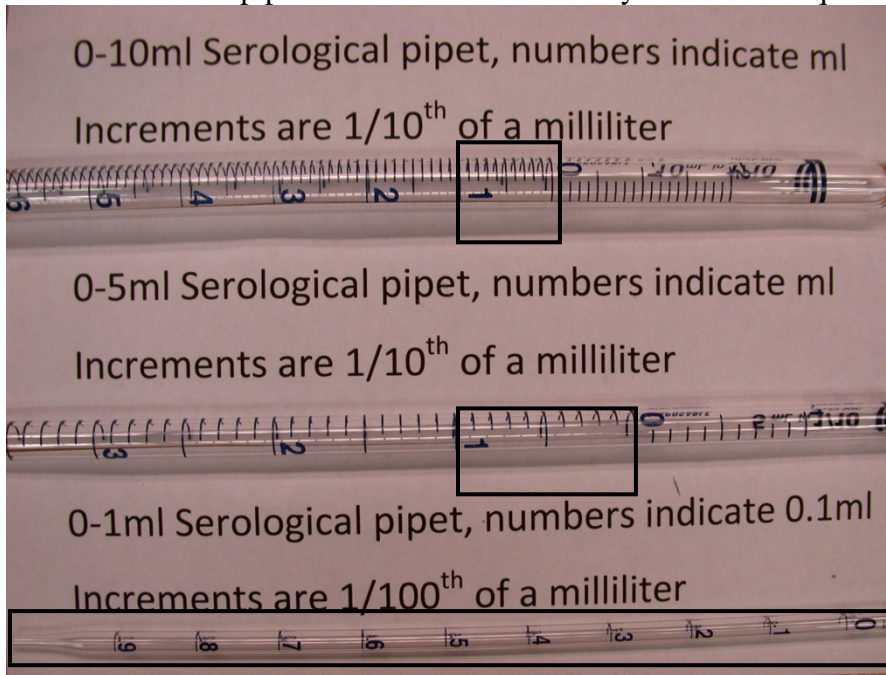 0-10ml Serological pipet, numbers indicate ml
Increments are 1/10th of a milliliter
6 5 4 3 2 1 0
0-5ml Serological pipet, numbers indicate ml
Increments are 1/10th of a milliliter
3 2 1 0
0-1ml Serological pipet, numbers indicate 0.1ml
Increments are 1/100th of a milliliter
.9 .8 .7 .6 .5 .4 .3 .2 .1 0